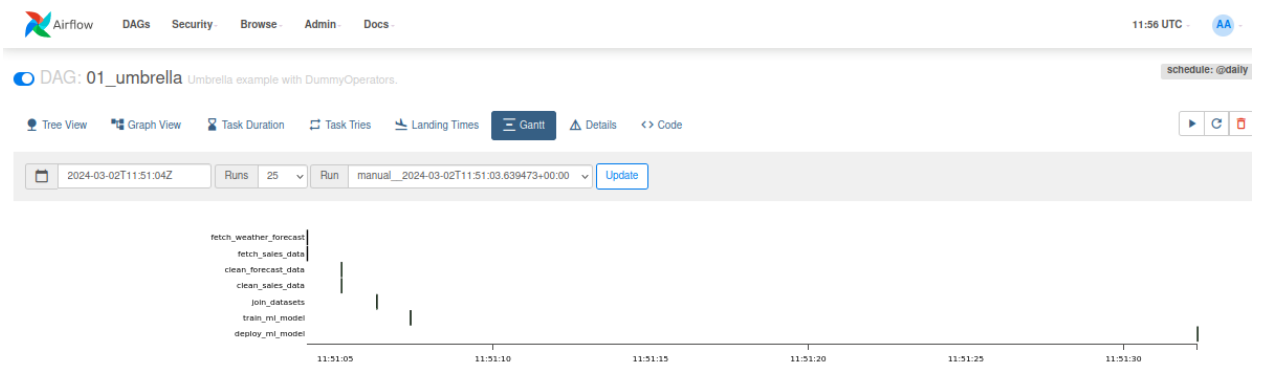 Airflow DAGs Security Browse Admin Docs 11:56 UTC AA
schedule: @daily
DAG: 01_umbrella Umbrella example with DummyOperators.
Tree View Graph View Task Duration Task Tries Landing Times Gantt Details <> Code
2024-03-02T11:51:04Z Runs 25 Run manual__2024-03-02T11:51:03.639473+00:00 Update
fetch_weather_forecast
fetch_sales_data
clean_forecast_data
clean_sales_data
join_datasets
train_ml_model
deploy_ml_model
11:51:05 11:51:10 11:51:15 11:51:20 11:51:25 11:51:30